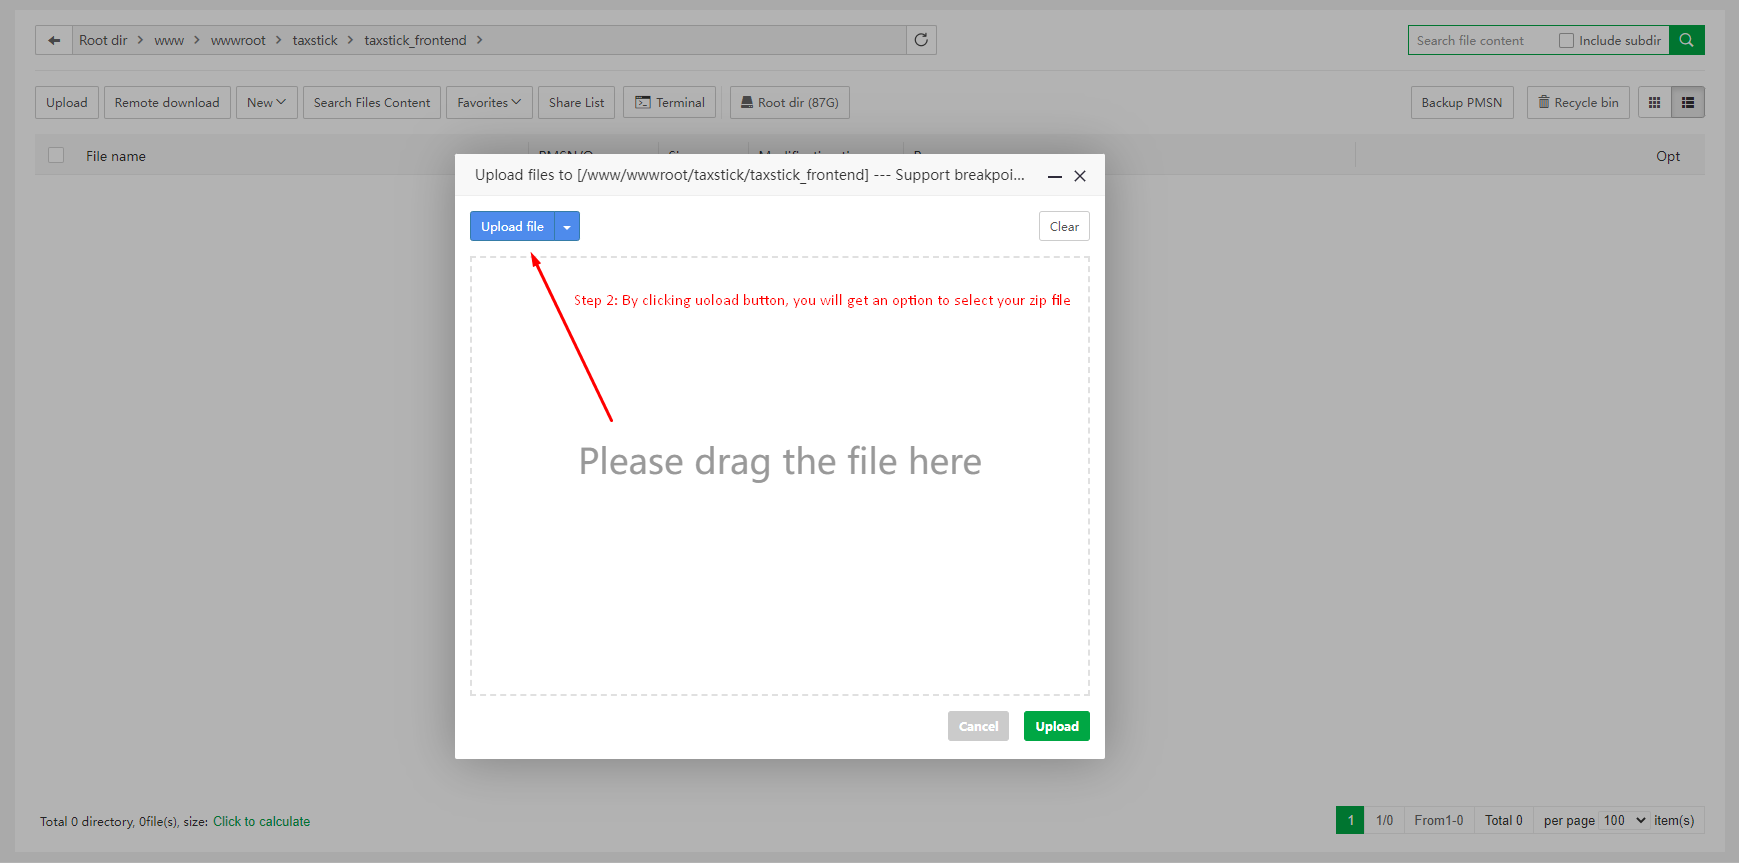 Root dir > www > wwwroot > taxstick > taxstick_frontend >
Search file content Include subdir
Upload Remote download New Search Files Content Favorites Share List Terminal Root dir (87G) Backup PMSN Recycle bin
File name Opt
Upload files to [/www/wwwroot/taxstick/taxstick_frontend] --- Support breakpoi...
Upload file Clear
Step 2: By clicking uoload button, you will get an option to select your zip file
Please drag the file here
Cancel Upload
Total 0 directory, 0file(s), size: Click to calculate
1 1/0 From1-0 Total 0 per page 100 item(s)